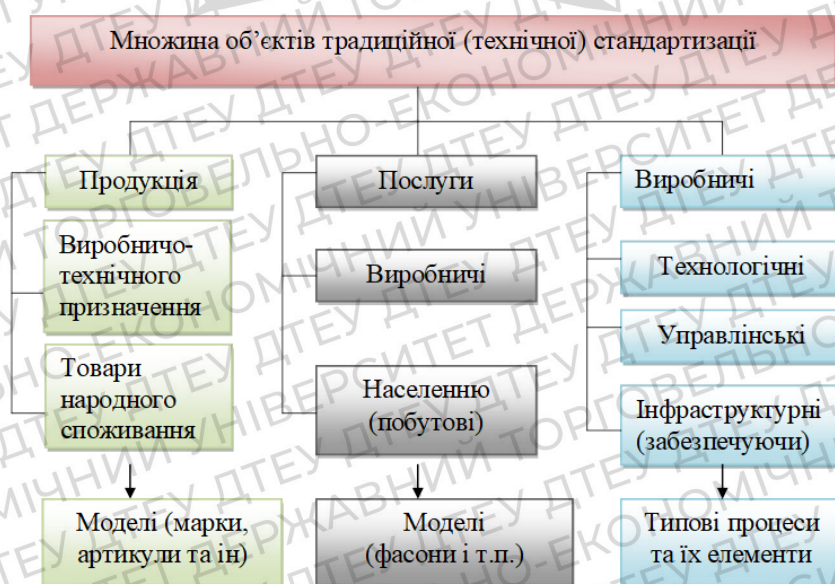 Множина об’єктів традиційної (технічної) стандартизації
Продукція
Виробничо-
технічного
призначення
Товари
народного
споживання
Моделі (марки,
артикули та ін)
Послуги
Виробничі
Населенню
(побутові)
Моделі
(фасони і т.п.)
Виробничі
Технологічні
Управлінські
Інфраструктурні
(забезпечуючи)
Типові процеси
та їх елементи